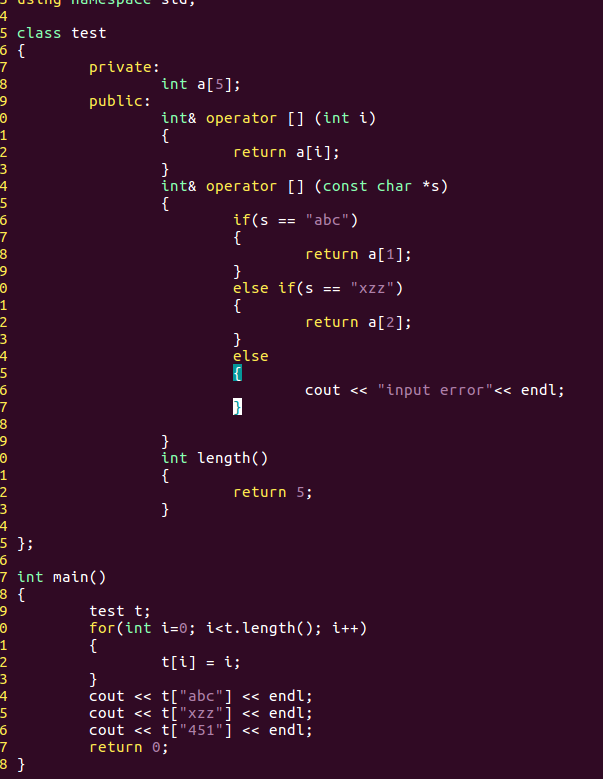 3 using namespace std;
4
5 class test
6 {
7         private:
8                 int a[5];
9         public:
0                 int& operator [] (int i)
1                 {
2                         return a[i];
3                 }
4                 int& operator [] (const char *s)
5                 {
6                         if(s == "abc")
7                         {
8                                 return a[1];
9                         }
0                         else if(s == "xzz")
1                         {
2                                 return a[2];
3                         }
4                         else
5                         {
6                                 cout << "input error"<< endl;
7                         }
8
9                 }
0                 int length()
1                 {
2                         return 5;
3                 }
4
5 };
6
7 int main()
8 {
9         test t;
0         for(int i=0; i<t.length(); i++)
1         {
2                 t[i] = i;
3         }
4         cout << t["abc"] << endl;
5         cout << t["xzz"] << endl;
6         cout << t["451"] << endl;
7         return 0;
8 }